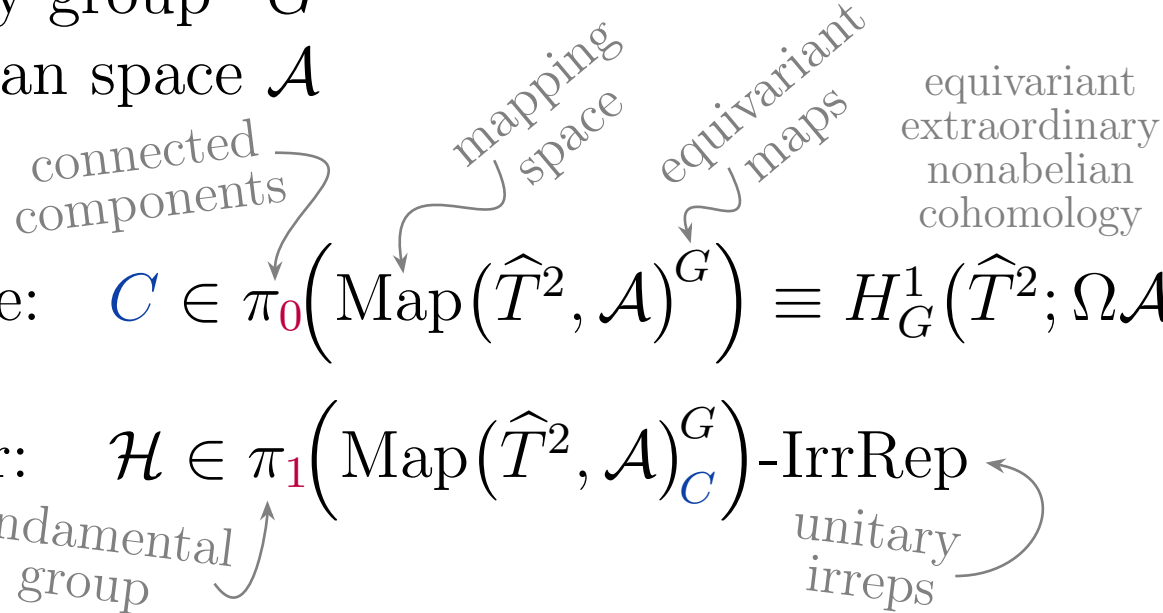 y group G
an space 𝒜
connected
components
mapping
space
equivariant
maps
equivariant
extraordinary
nonabelian
cohomology
e: C ∈ π₀(Map(T̂², 𝒜)^G) ≡ H¹_G(T̂²; Ω𝒜
r: ℋ ∈ π₁(Map(T̂², 𝒜)^G_C)-IrrRep
ndamental
group
unitary
irreps